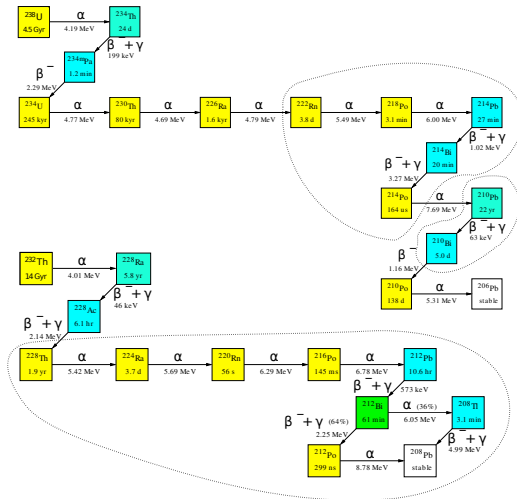 238U α 234Th
4.5 Gyr 4.19 MeV 24 d
β⁻+γ
199 keV
234mPa
1.2 min
β⁻
2.29 MeV
234U α 230Th α 226Ra α 222Rn α 218Po α 214Pb
245 kyr 4.77 MeV 80 kyr 4.69 MeV 1.6 kyr 4.79 MeV 3.8 d 5.49 MeV 3.1 min 6.00 MeV 27 min
β⁻+γ
1.02 MeV
214Bi
20 min
β⁻+γ
3.27 MeV
214Po α 210Pb
164 us 7.69 MeV 22 yr
β⁻+γ
63 keV
210Bi
5.0 d
β⁻
1.16 MeV
210Po α 206Pb
138 d 5.31 MeV stable
232Th α 228Ra
14 Gyr 4.01 MeV 5.8 yr
β⁻+γ
46 keV
228Ac
6.1 hr
β⁻+γ
2.14 MeV
228Th α 224Ra α 220Rn α 216Po α 212Pb
1.9 yr 5.42 MeV 3.7 d 5.69 MeV 56 s 6.29 MeV 145 ms 6.78 MeV 10.6 hr
β⁻+γ
573 keV
212Bi α (36%) 208Tl
61 min 6.05 MeV 3.1 min
β⁻+γ (64%)
2.25 MeV
β⁻+γ
4.99 MeV
212Po α 208Pb
299 ns 8.78 MeV stable